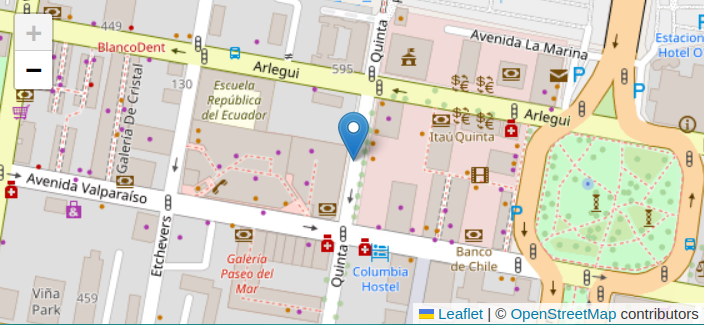 +
−
449
BlancoDent
Quinta
Avenida La Marina
Estacion
Hotel O
P
P
P
P
Arlegui
595
130
Escuela
República
del Ecuador
Galería De Cristal
$€
$€
$€
$€
Arlegui
Itaú Quinta
Avenida Valparaíso
Etchevers
Quinta
Galería
Paseo del
Mar
Columbia
Hostel
Banco
de Chile
Viña
Park
459
Leaflet | © OpenStreetMap contributors